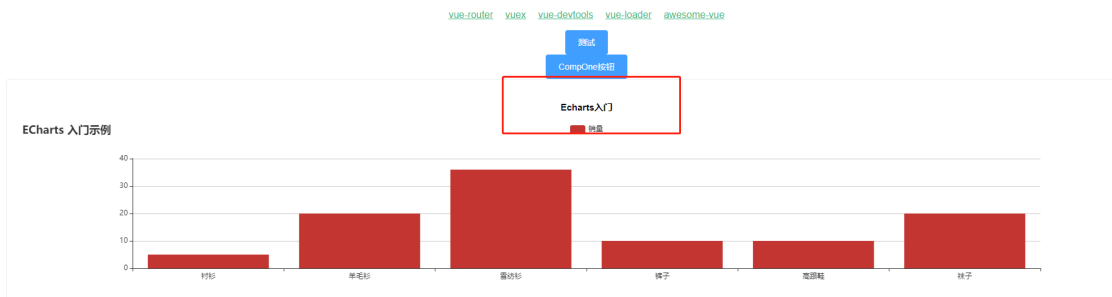 vue-router vuex vue-devtools vue-loader awesome-vue
测试
CompOne按钮
Echarts入门
ECharts 入门示例
销量
40
30
20
10
0
衬衫 羊毛衫 雪纺衫 裤子 高跟鞋 袜子